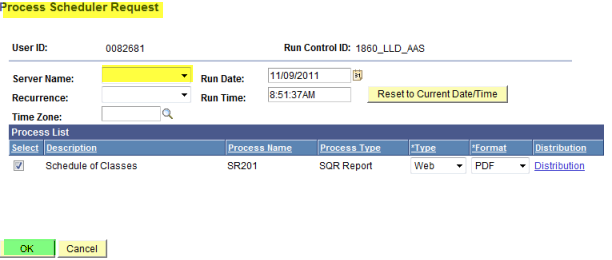 Process Scheduler Request
User ID: 0082681 Run Control ID: 1860_LLD_AAS
Server Name: Run Date: 11/09/2011
Recurrence: Run Time: 8:51:37AM Reset to Current Date/Time
Time Zone:
Process List
Select Description Process Name Process Type *Type *Format Distribution
Schedule of Classes SR201 SQR Report Web PDF Distribution
OK Cancel